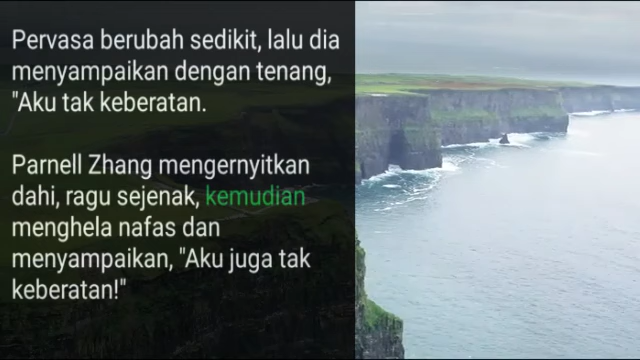 Pervasa berubah sedikit, lalu dia
menyampaikan dengan tenang,
"Aku tak keberatan.
Parnell Zhang mengernyitkan
dahi, ragu sejenak, kemudian
menghela nafas dan
menyampaikan, "Aku juga tak
keberatan!"